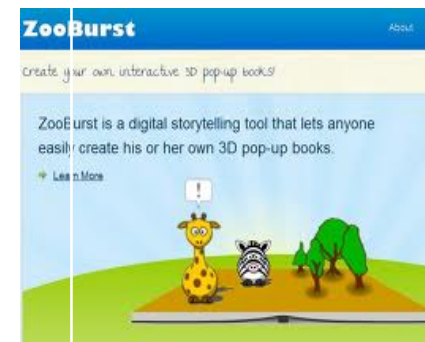 ZooBurst
About
Create your own interactive 3D pop-up books!
ZooBurst is a digital storytelling tool that lets anyone
easily create his or her own 3D pop-up books.
Learn More
!